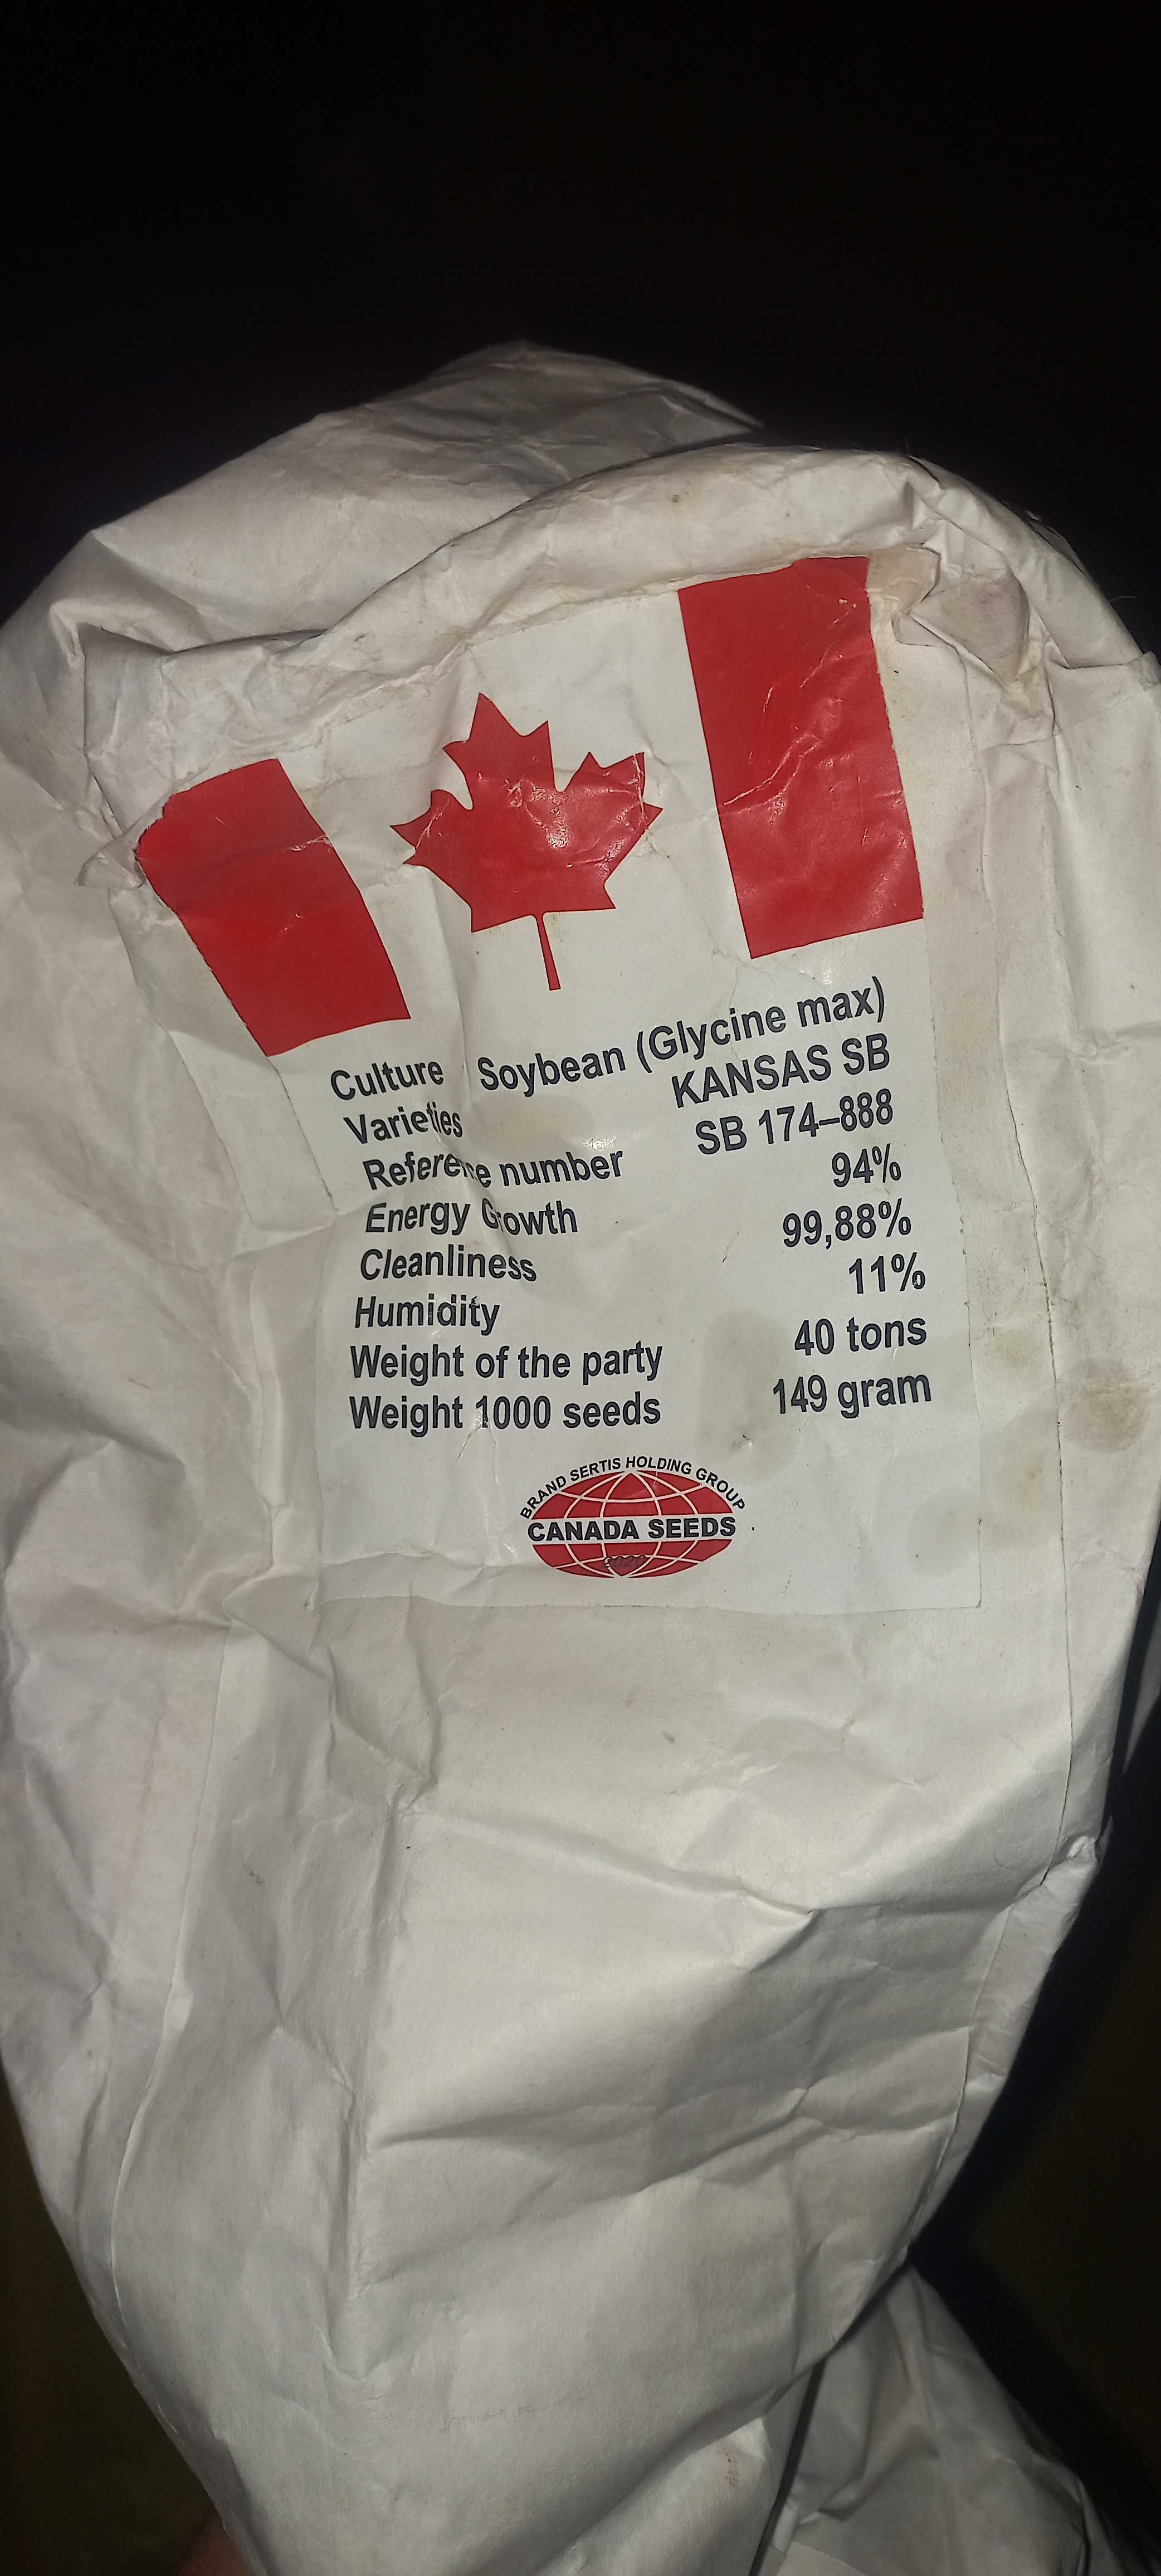 Culture Soybean (Glycine max)
Varieties KANSAS SB
Reference number SB 174–888
Energy Growth 94%
Cleanliness 99,88%
Humidity 11%
Weight of the party 40 tons
Weight 1000 seeds 149 gram
BRAND SERTIS HOLDING GROUP
CANADA SEEDS
2020